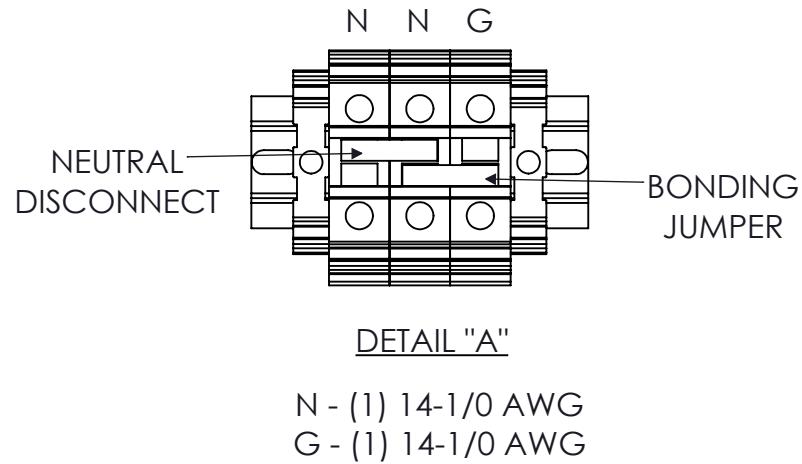 N N G
NEUTRAL
DISCONNECT
BONDING
JUMPER
DETAIL "A"
N - (1) 14-1/0 AWG
G - (1) 14-1/0 AWG